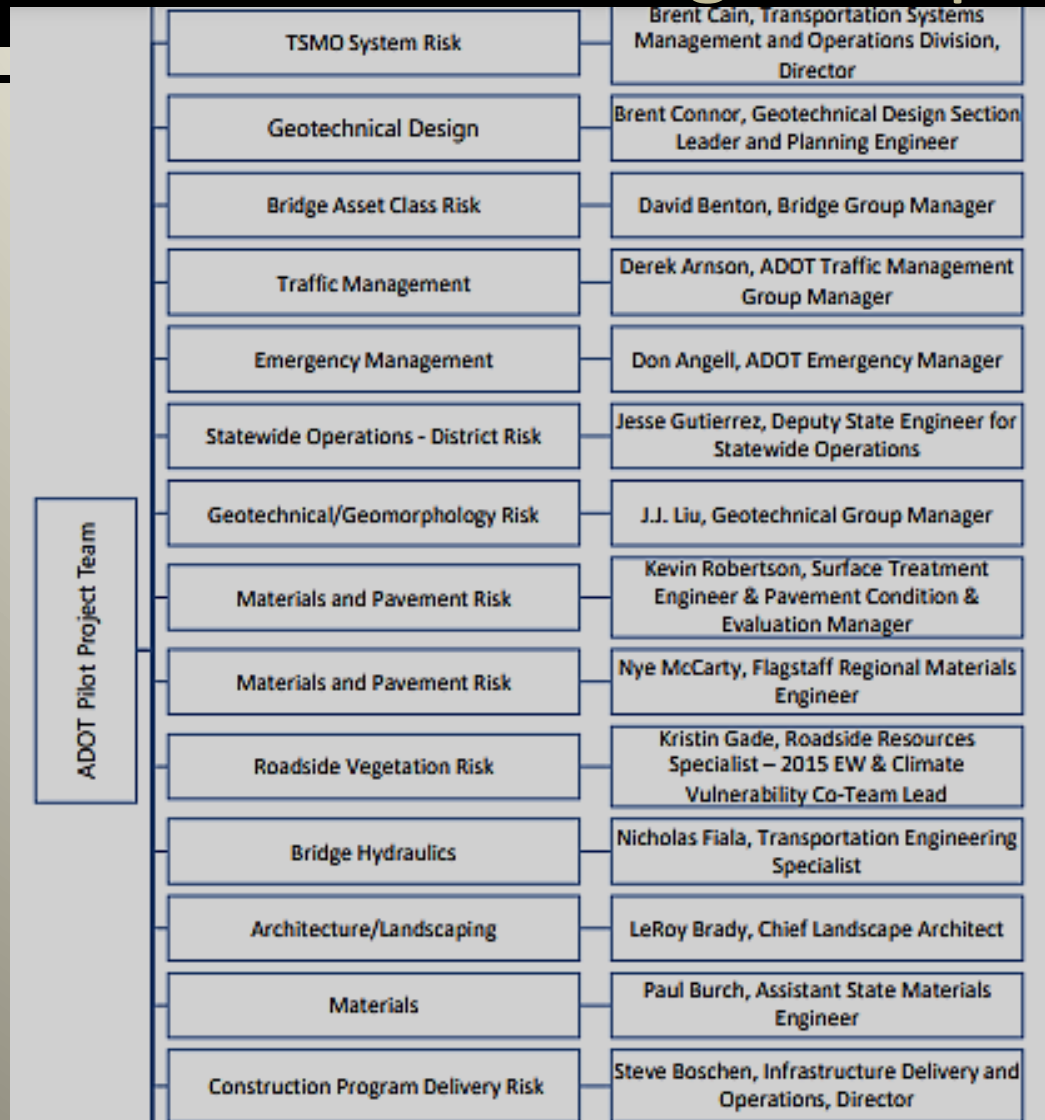 TSMO System Risk
Brent Cain, Transportation Systems
Management and Operations Division,
Director
Geotechnical Design
Brent Connor, Geotechnical Design Section
Leader and Planning Engineer
Bridge Asset Class Risk
David Benton, Bridge Group Manager
Traffic Management
Derek Arnson, ADOT Traffic Management
Group Manager
Emergency Management
Don Angell, ADOT Emergency Manager
Statewide Operations - District Risk
Jesse Gutierrez, Deputy State Engineer for
Statewide Operations
ADOT Pilot Project Team
Geotechnical/Geomorphology Risk
J.J. Liu, Geotechnical Group Manager
Materials and Pavement Risk
Kevin Robertson, Surface Treatment
Engineer & Pavement Condition &
Evaluation Manager
Materials and Pavement Risk
Nye McCarty, Flagstaff Regional Materials
Engineer
Roadside Vegetation Risk
Kristin Gade, Roadside Resources
Specialist – 2015 EW & Climate
Vulnerability Co-Team Lead
Bridge Hydraulics
Nicholas Fiala, Transportation Engineering
Specialist
Architecture/Landscaping
LeRoy Brady, Chief Landscape Architect
Materials
Paul Burch, Assistant State Materials
Engineer
Construction Program Delivery Risk
Steve Boschen, Infrastructure Delivery and
Operations, Director